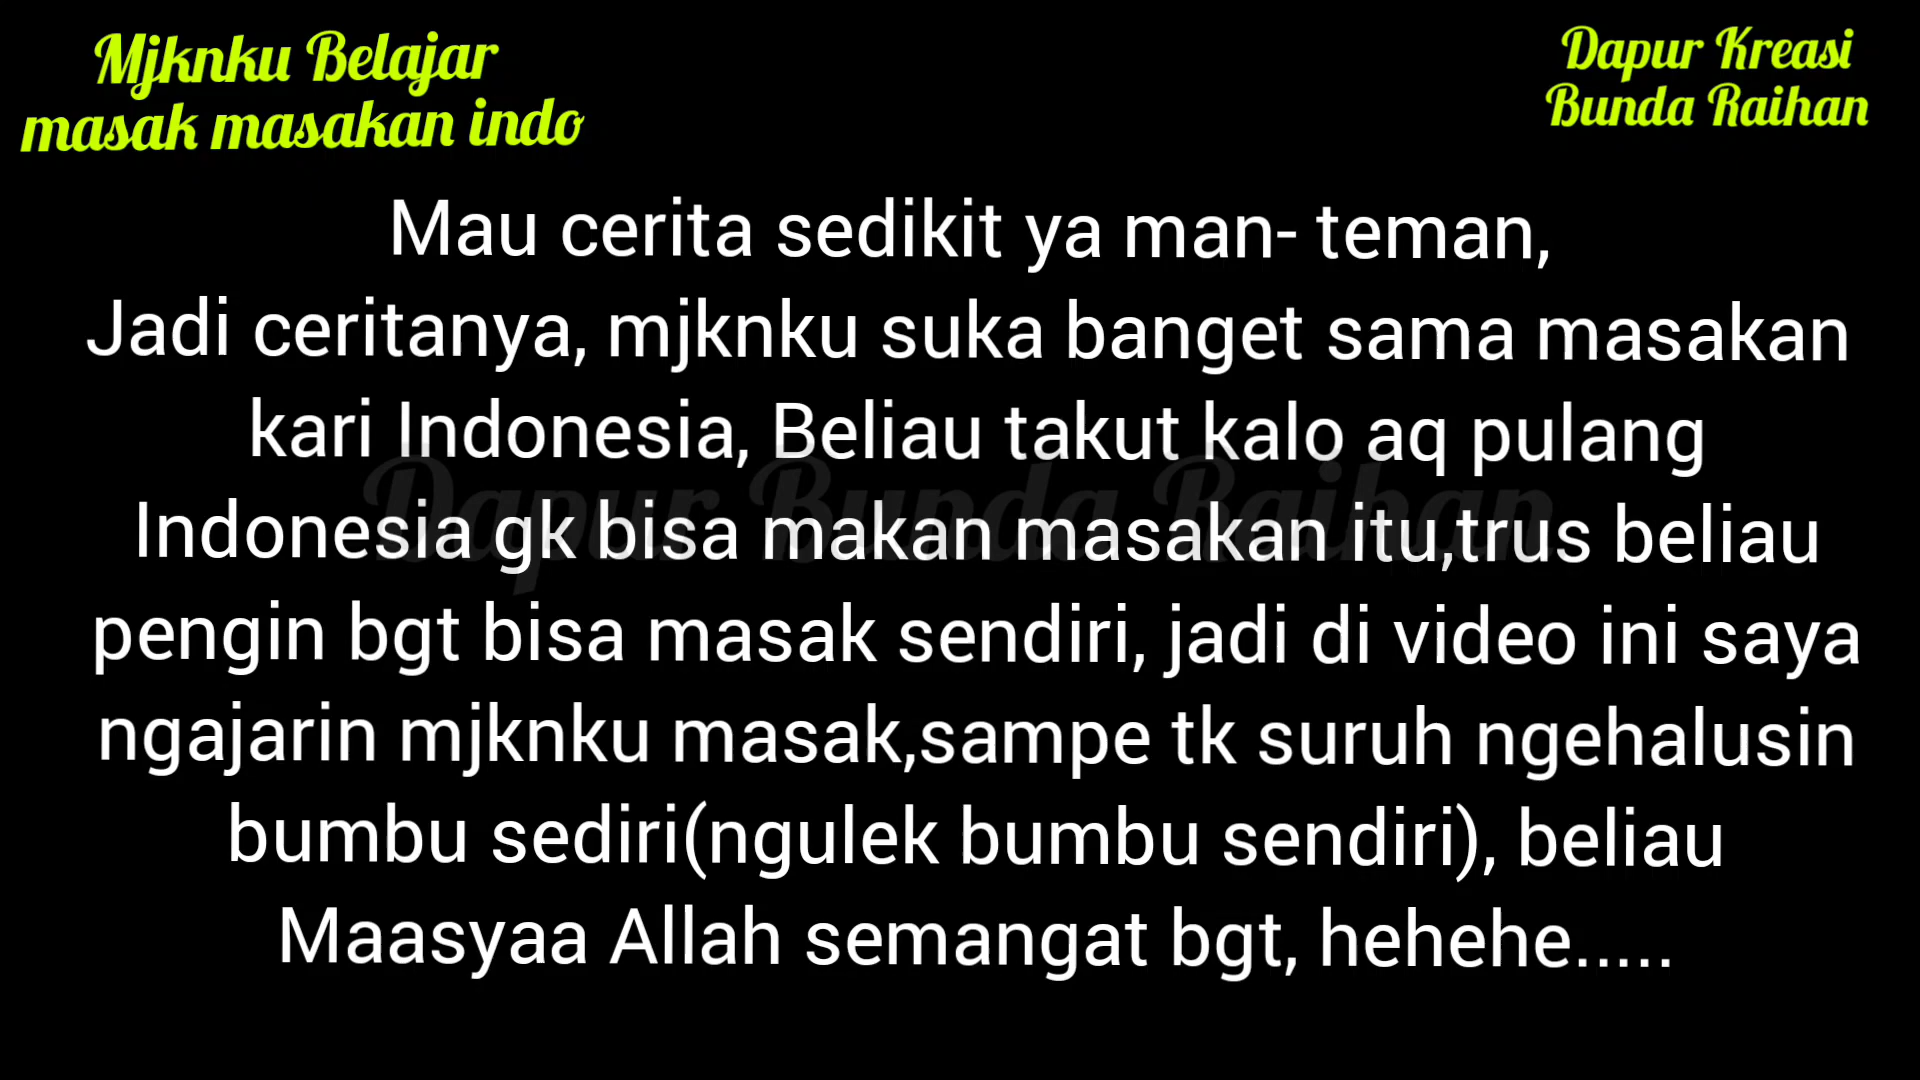 Mjknku Belajar
masak masakan indo
Dapur Kreasi
Bunda Raihan
Mau cerita sedikit ya man- teman,
Jadi ceritanya, mjknku suka banget sama masakan
kari Indonesia, Beliau takut kalo aq pulang
Indonesia gk bisa makan masakan itu,trus beliau
pengin bgt bisa masak sendiri, jadi di video ini saya
ngajarin mjknku masak,sampe tk suruh ngehalusin
bumbu sediri(ngulek bumbu sendiri), beliau
Maasyaa Allah semangat bgt, hehehe.....
Dapur Bunda Raihan